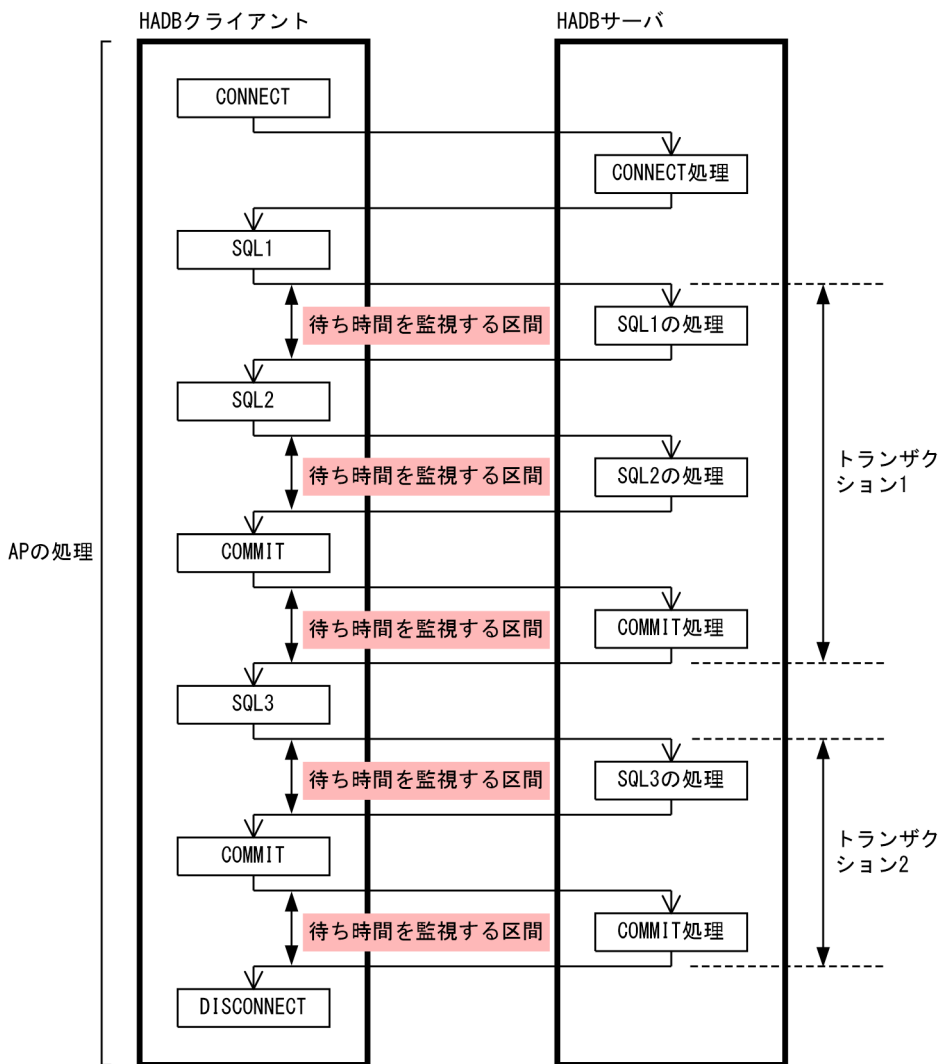 HADBクライアント
HADBサーバ
CONNECT
CONNECT処理
SQL1
待ち時間を監視する区間
SQL1の処理
SQL2
待ち時間を監視する区間
SQL2の処理
トランザク
ション1
APの処理
COMMIT
待ち時間を監視する区間
COMMIT処理
SQL3
待ち時間を監視する区間
SQL3の処理
トランザク
ション2
COMMIT
待ち時間を監視する区間
COMMIT処理
DISCONNECT